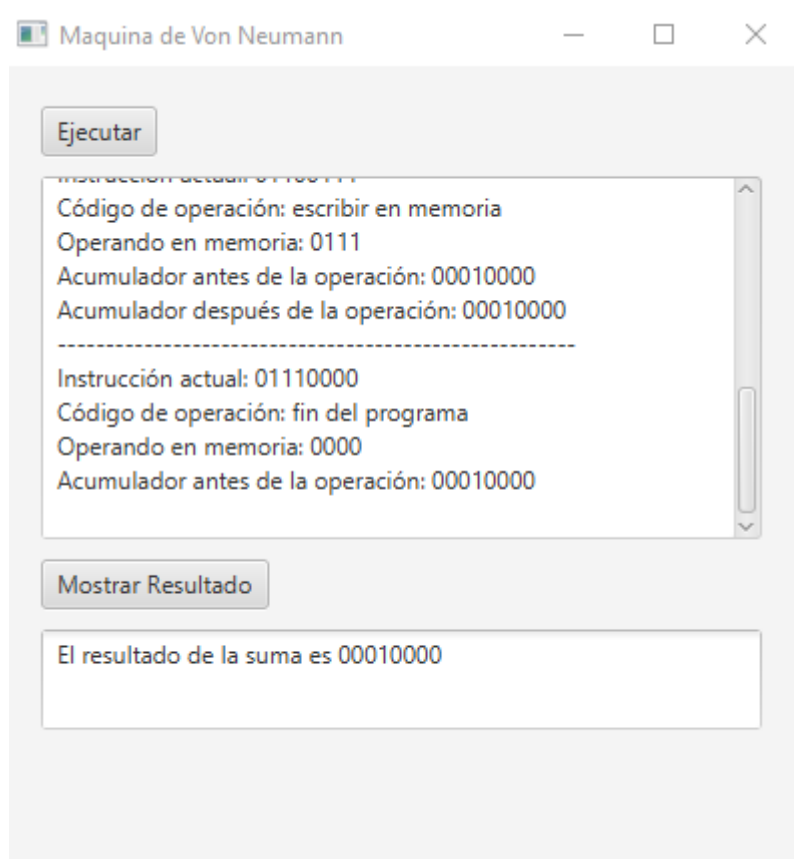 Maquina de Von Neumann
Ejecutar
Código de operación: escribir en memoria
Operando en memoria: 0111
Acumulador antes de la operación: 00010000
Acumulador después de la operación: 00010000
------------------------------------------------------
Instrucción actual: 01110000
Código de operación: fin del programa
Operando en memoria: 0000
Acumulador antes de la operación: 00010000
Mostrar Resultado
El resultado de la suma es 00010000